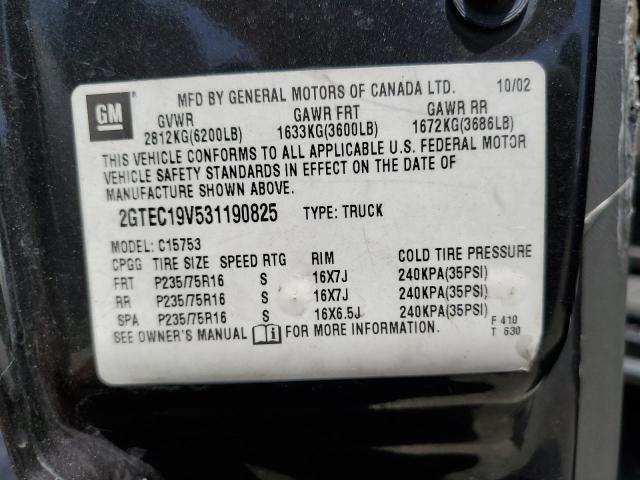 GM
MFD BY GENERAL MOTORS OF CANADA LTD. 10/02
GVWR GAWR FRT GAWR RR
2812KG(6200LB) 1633KG(3600LB) 1672KG(3686LB)
THIS VEHICLE CONFORMS TO ALL APPLICABLE U.S. FEDERAL MOTOR
VEHICLE SAFETY STANDARDS IN EFFECT ON THE DATE OF
MANUFACTURE SHOWN ABOVE.
2GTEC19V531190825 TYPE: TRUCK
MODEL: C15753
CPGG TIRE SIZE SPEED RTG RIM COLD TIRE PRESSURE
FRT P235/75R16 S 16X7J 240KPA(35PSI)
RR P235/75R16 S 16X7J 240KPA(35PSI)
SPA P235/75R16 S 16X6.5J 240KPA(35PSI)
SEE OWNER'S MANUAL FOR MORE INFORMATION. F 410
T 630